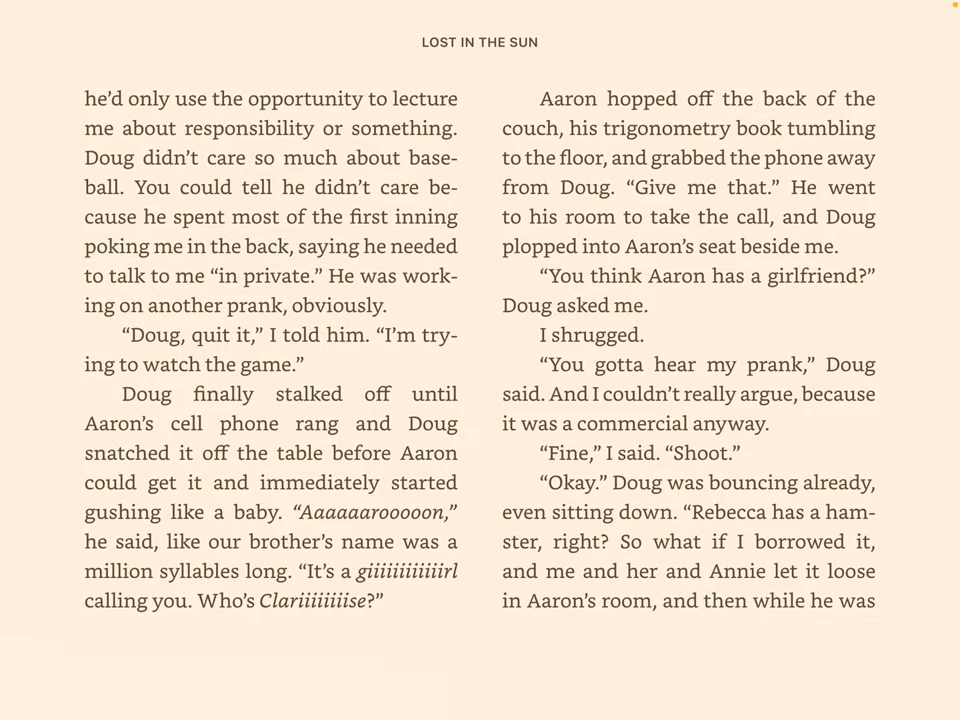 LOST IN THE SUN
he’d only use the opportunity to lecture
me about responsibility or something.
Doug didn’t care so much about base-
ball. You could tell he didn’t care be-
cause he spent most of the first inning
poking me in the back, saying he needed
to talk to me “in private.” He was work-
ing on another prank, obviously.
“Doug, quit it,” I told him. “I’m try-
ing to watch the game.”
Doug finally stalked off until
Aaron’s cell phone rang and Doug
snatched it off the table before Aaron
could get it and immediately started
gushing like a baby. “Aaaaaarooooon,”
he said, like our brother’s name was a
million syllables long. “It’s a giiiiiiiiiiirl
calling you. Who’s Clariiiiiiiise?”
Aaron hopped off the back of the
couch, his trigonometry book tumbling
to the floor, and grabbed the phone away
from Doug. “Give me that.” He went
to his room to take the call, and Doug
plopped into Aaron’s seat beside me.
“You think Aaron has a girlfriend?”
Doug asked me.
I shrugged.
“You gotta hear my prank,” Doug
said. And I couldn’t really argue, because
it was a commercial anyway.
“Fine,” I said. “Shoot.”
“Okay.” Doug was bouncing already,
even sitting down. “Rebecca has a ham-
ster, right? So what if I borrowed it,
and me and her and Annie let it loose
in Aaron’s room, and then while he was